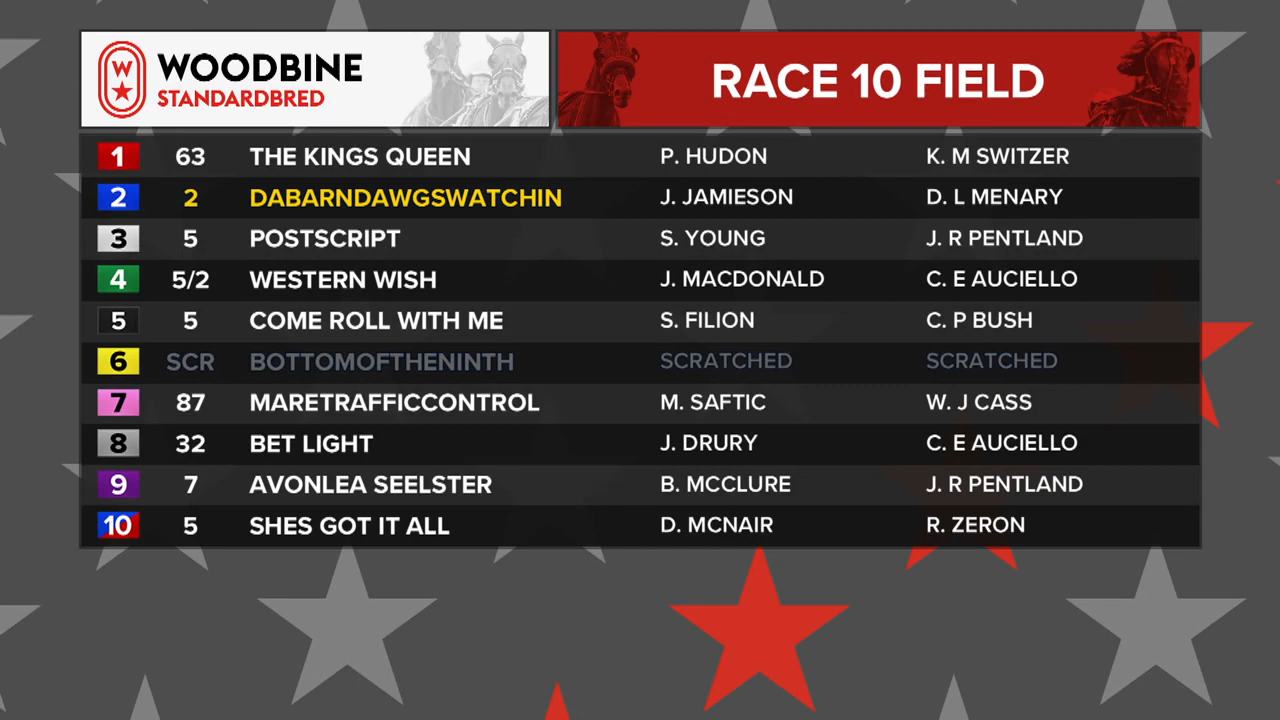 W
WOODBINE
STANDARDBRED
RACE 10 FIELD
1 63 THE KINGS QUEEN P. HUDON K. M SWITZER
2 2 DABARNDAWGSWATCHIN J. JAMIESON D. L MENARY
3 5 POSTSCRIPT S. YOUNG J. R PENTLAND
4 5/2 WESTERN WISH J. MACDONALD C. E AUCIELLO
5 5 COME ROLL WITH ME S. FILION C. P BUSH
6 SCR BOTTOMOFTHENINTH SCRATCHED SCRATCHED
7 87 MARETRAFFICCONTROL M. SAFTIC W. J CASS
8 32 BET LIGHT J. DRURY C. E AUCIELLO
9 7 AVONLEA SEELSTER B. MCCLURE J. R PENTLAND
10 5 SHES GOT IT ALL D. MCNAIR R. ZERON